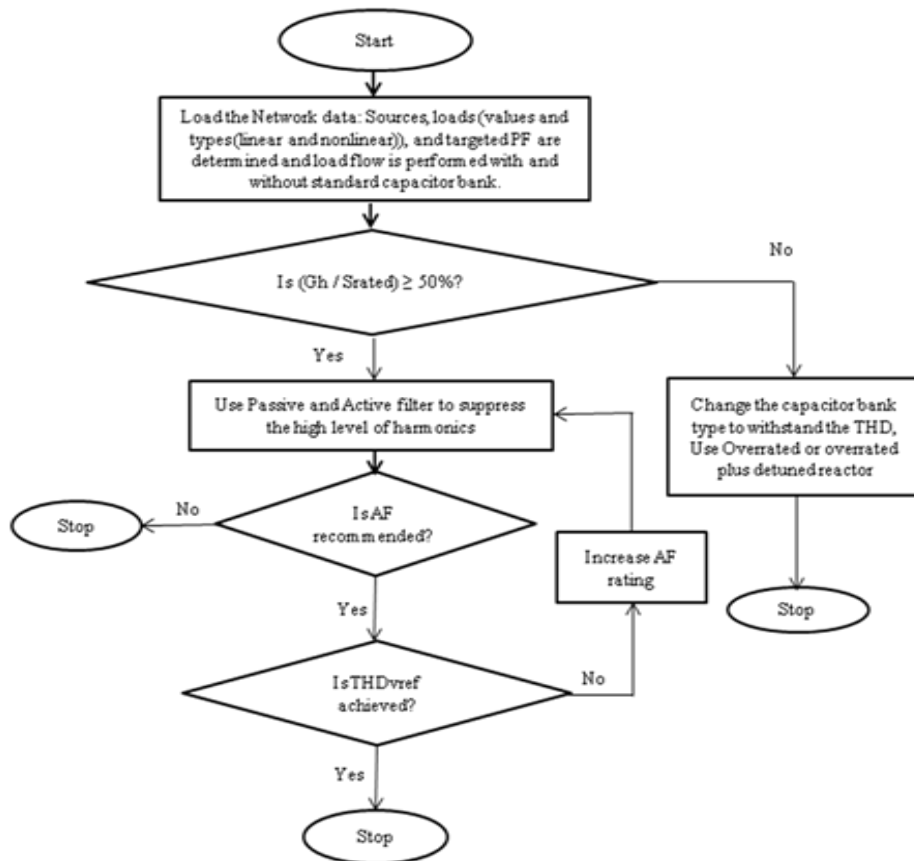 Start
Load the Network data: Sources, loads (values and
types(linear and nonlinear)), and targeted PF are
determined and load flow is performed with and
without standard capacitor bank.
Is (Gh / Srated) ≥ 50%?
No
Yes
Use Passive and Active filter to suppress
the high level of harmonics
Change the capacitor bank
type to withstand the THD,
Use Overrated or overrated
plus detuned reactor
Is AF
recommended?
No
Stop
Increase AF
rating
Stop
Yes
Is THDvref
achieved?
No
Yes
Stop